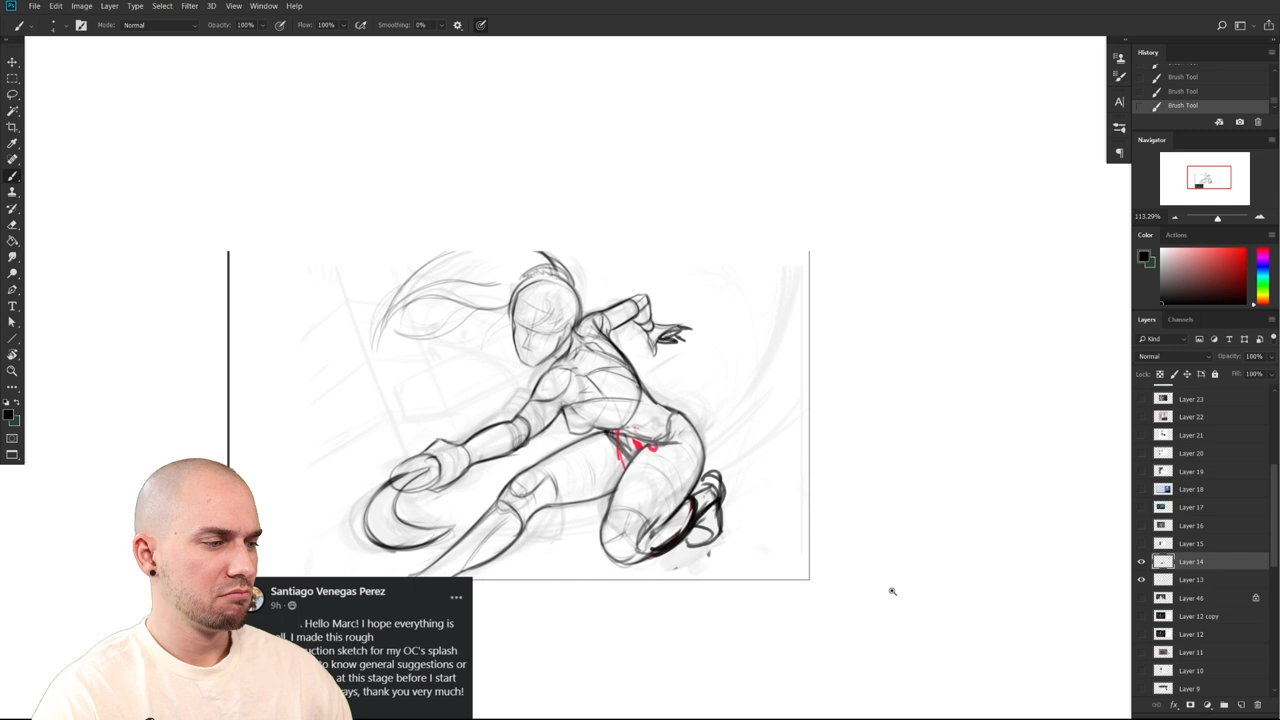 Ps File Edit Image Layer Type Select Filter 3D View Window Help
Mode: Normal Opacity: 100% Flow: 100% Smoothing: 0%
History
Brush Tool
Brush Tool
Brush Tool
Navigator
113.29%
Color Actions
Layers Channels
Kind
Normal Opacity: 100%
Lock: Fill: 100%
Layer 23
Layer 22
Layer 21
Layer 20
Layer 19
Layer 18
Layer 17
Layer 16
Layer 15
Layer 14
Layer 13
Layer 46
Layer 12 copy
Layer 12
Layer 11
Layer 10
Layer 9
Santiago Venegas Perez
9h ·
. Hello Marc! I hope everything is
I made this rough
sketch for my OC's splash
to know general suggestions or
at this stage before I start
thank you very much!